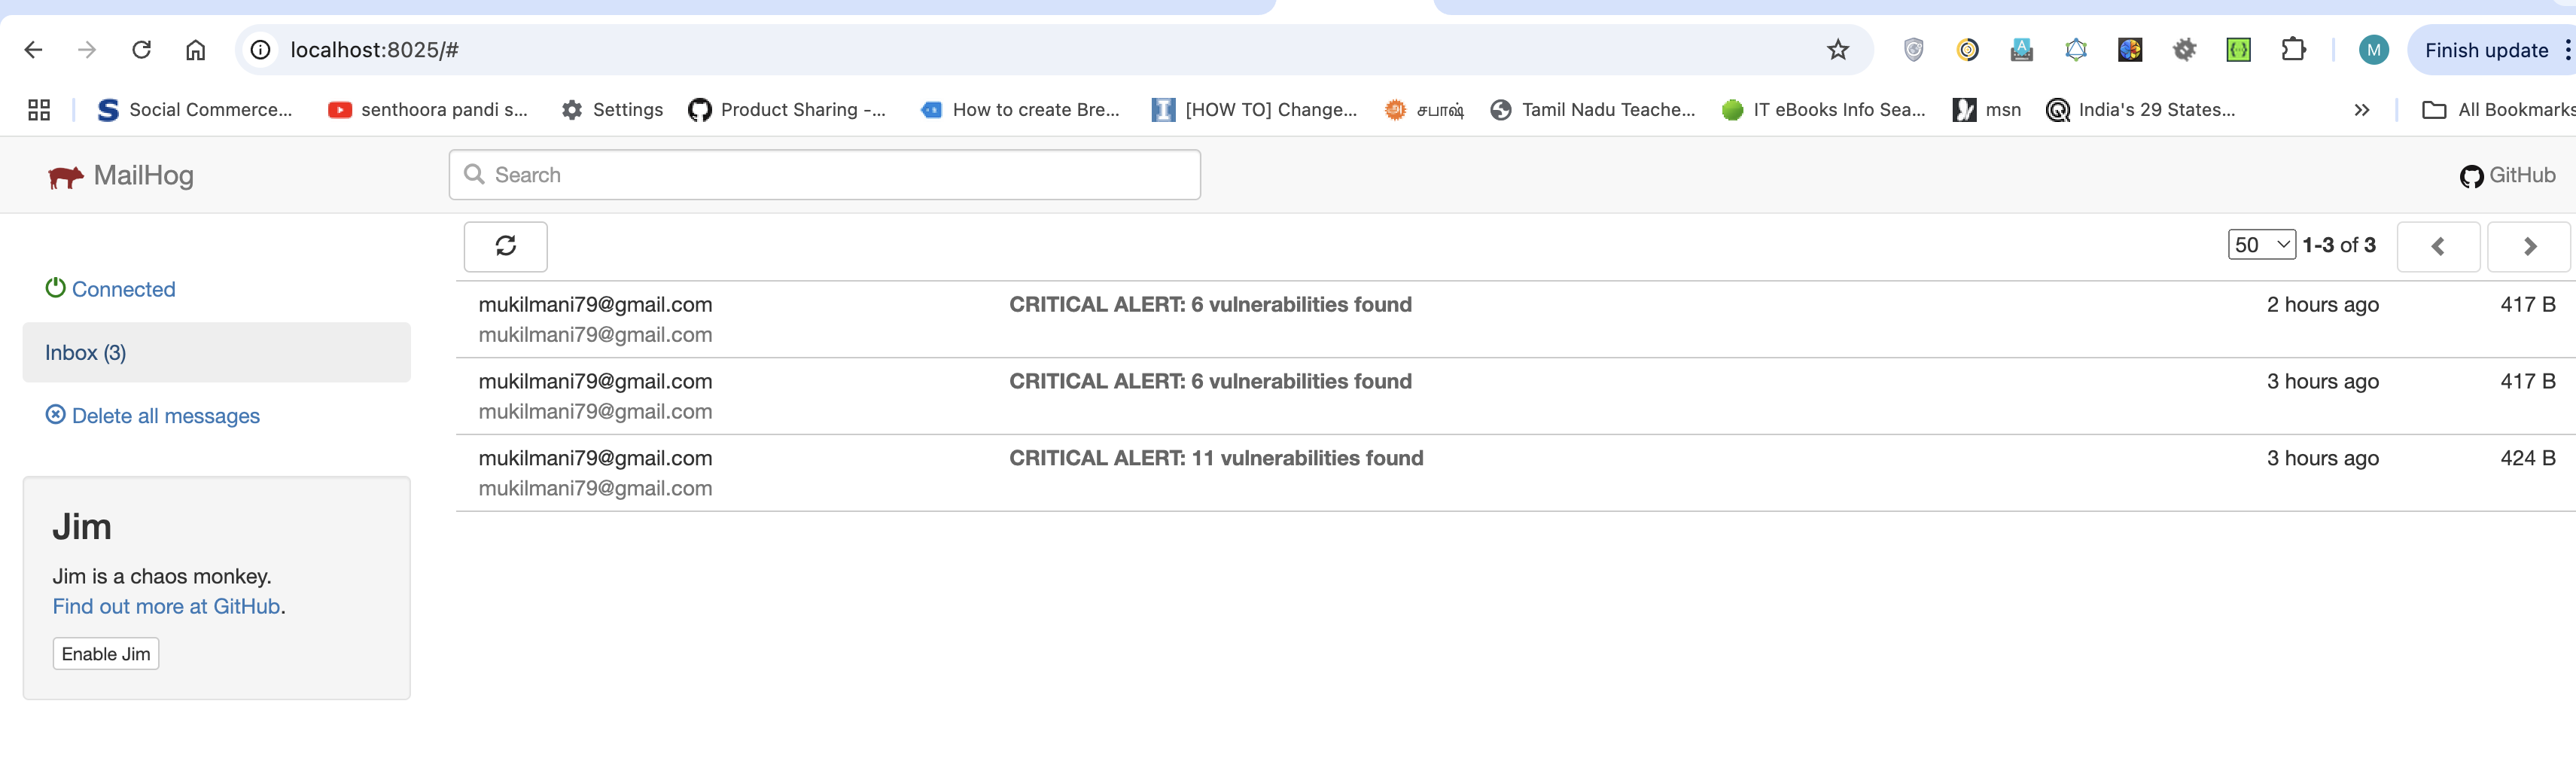 localhost:8025/#
M
Finish update
Social Commerce...
senthoora pandi s...
Settings
Product Sharing -...
How to create Bre...
[HOW TO] Change...
சபாஷ்
Tamil Nadu Teache...
IT eBooks Info Sea...
msn
India's 29 States...
»
All Bookmarks
MailHog
Search
GitHub
50
1-3 of 3
Connected
Inbox (3)
Delete all messages
mukilmani79@gmail.com CRITICAL ALERT: 6 vulnerabilities found 2 hours ago 417 B
mukilmani79@gmail.com
mukilmani79@gmail.com CRITICAL ALERT: 6 vulnerabilities found 3 hours ago 417 B
mukilmani79@gmail.com
mukilmani79@gmail.com CRITICAL ALERT: 11 vulnerabilities found 3 hours ago 424 B
mukilmani79@gmail.com
Jim
Jim is a chaos monkey.
Find out more at GitHub.
Enable Jim